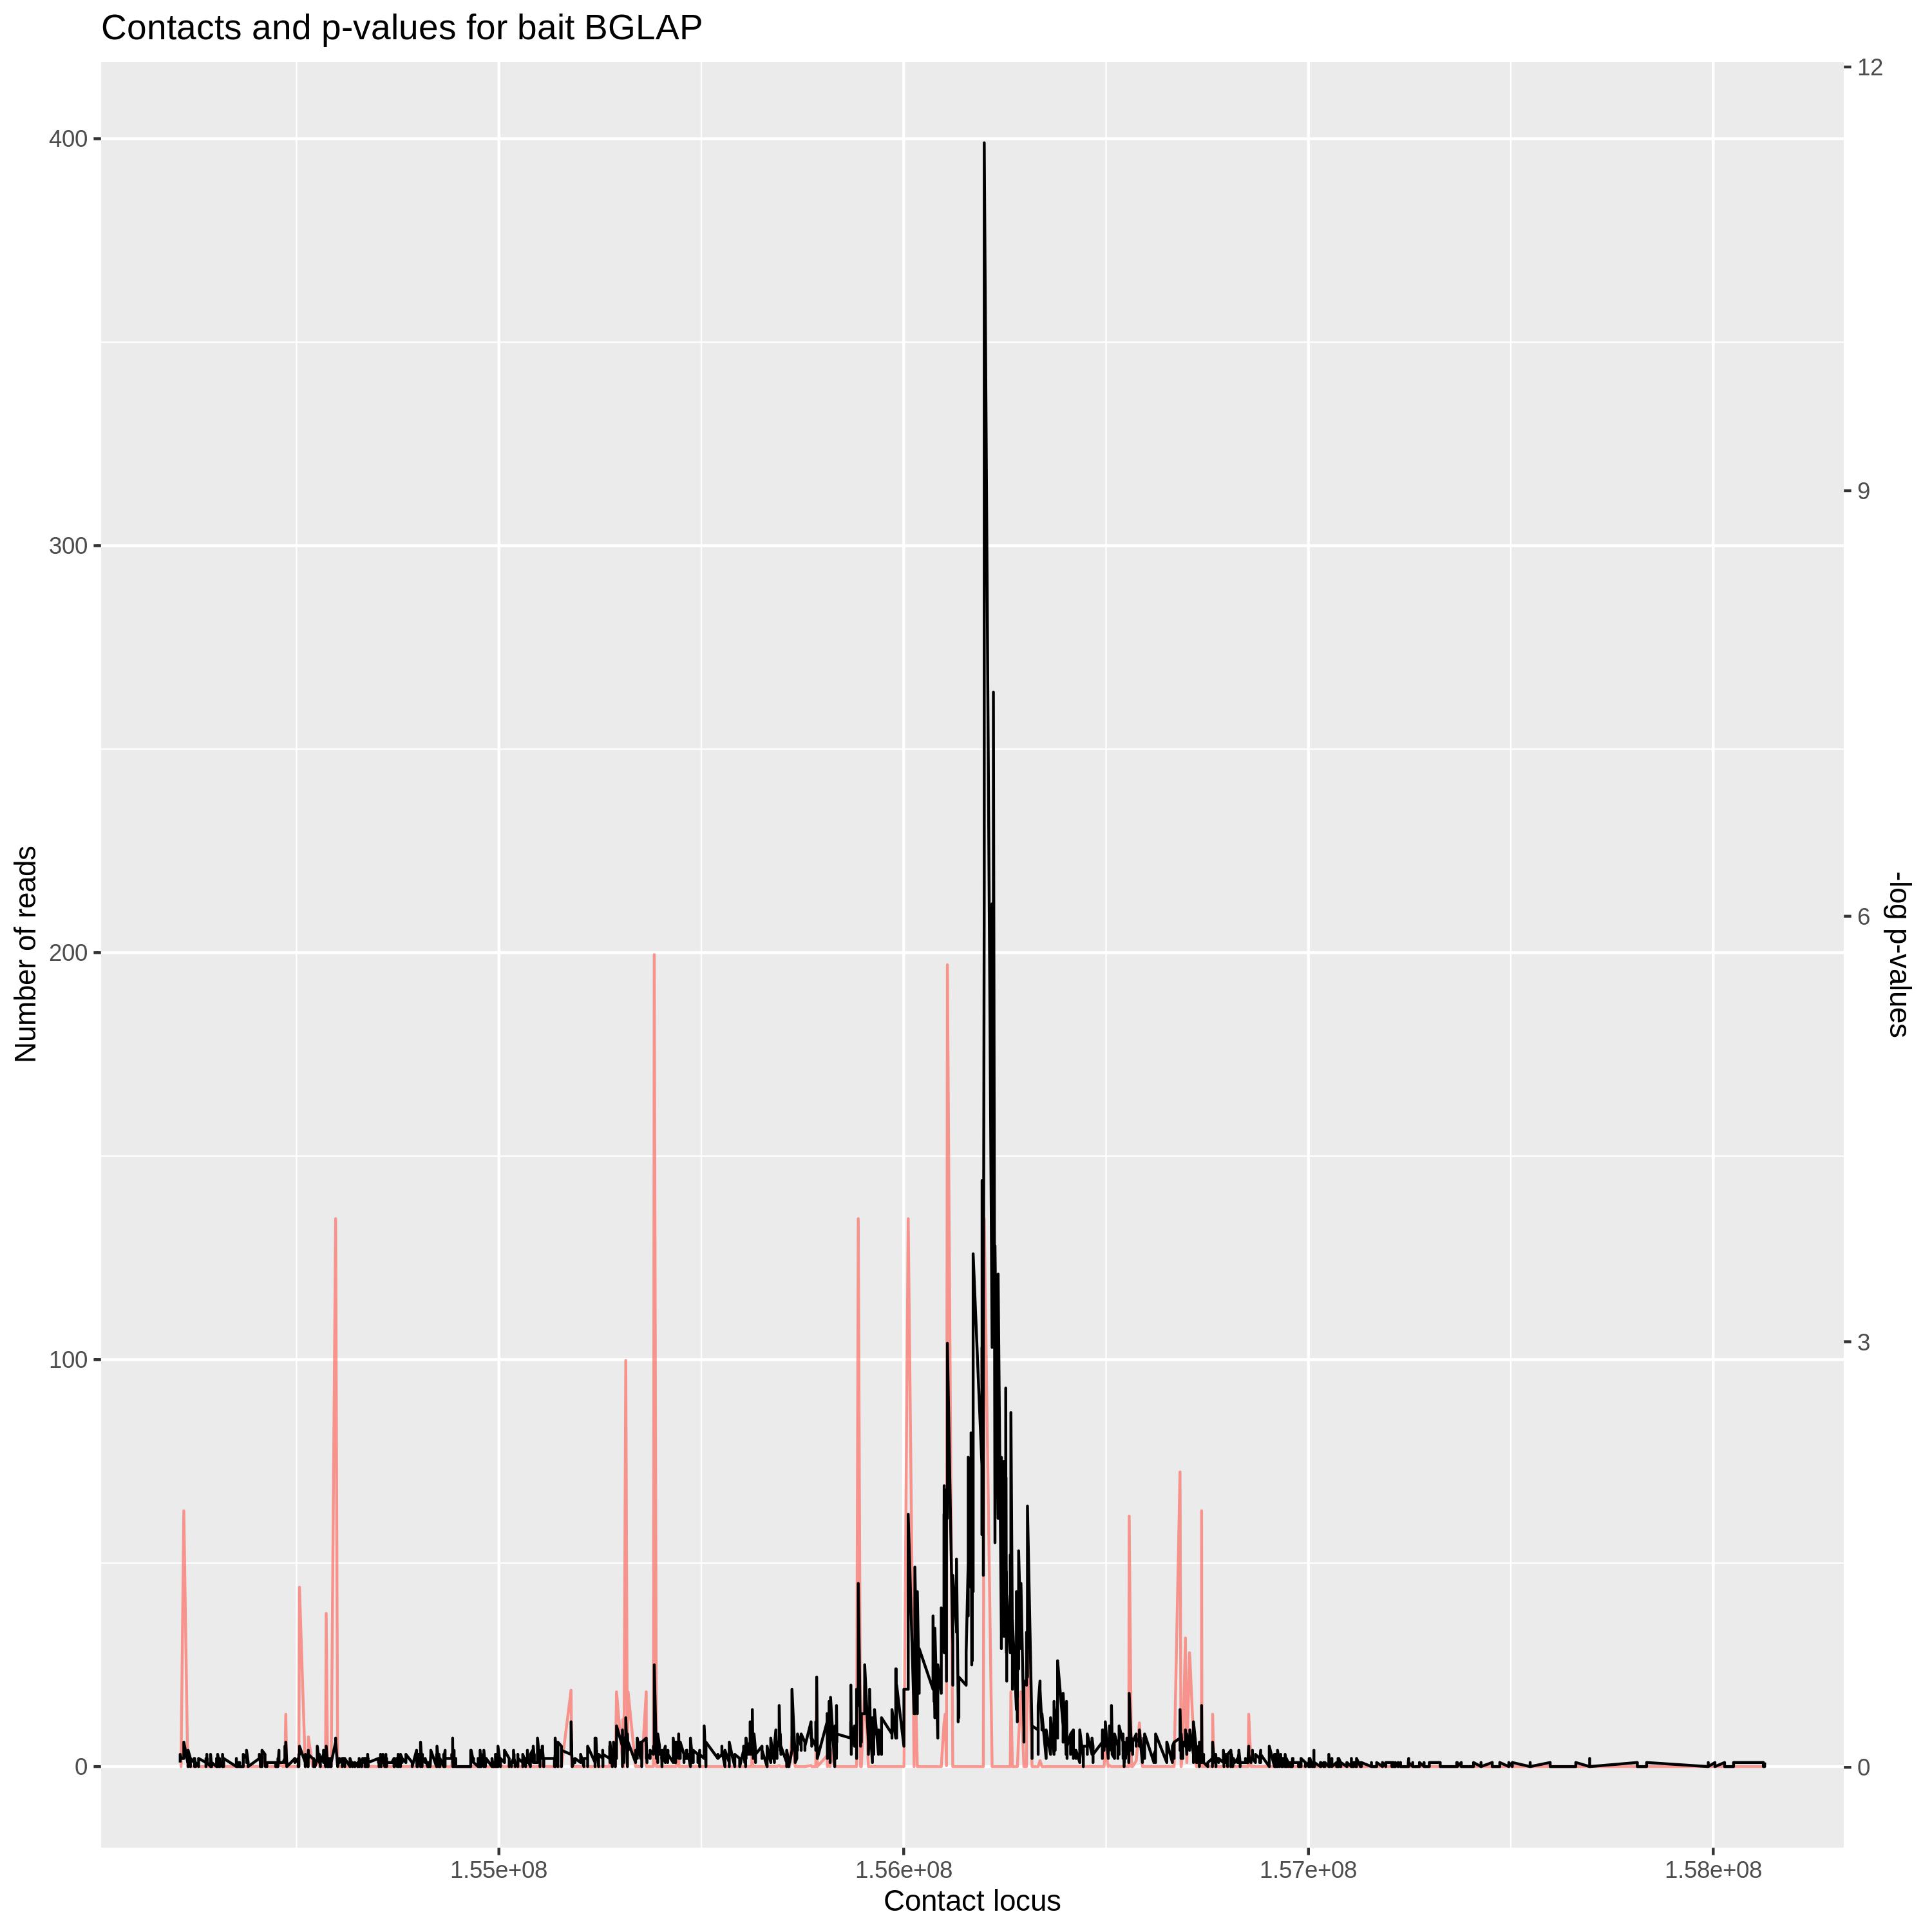 Contacts and p-values for bait BGLAP
400
300
200
100
0
Number of reads
12
9
6
3
0
-log p-values
1.55e+08
1.56e+08
1.57e+08
1.58e+08
Contact locus